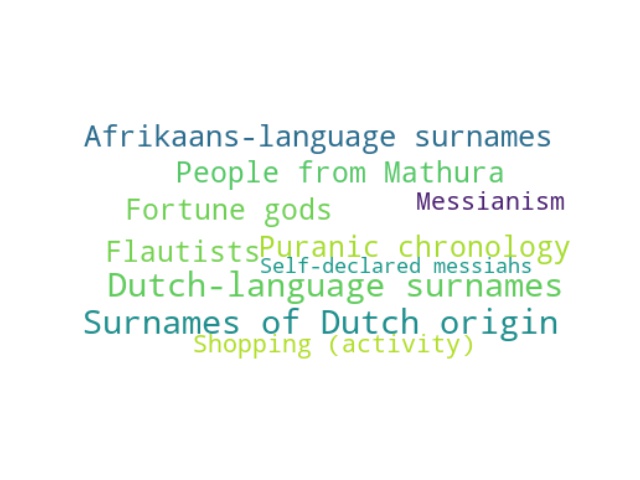 Afrikaans-language surnames
People from Mathura
Messianism
Fortune gods
Flautists
Puranic chronology
Self-declared messiahs
Dutch-language surnames
Surnames of Dutch origin
Shopping (activity)